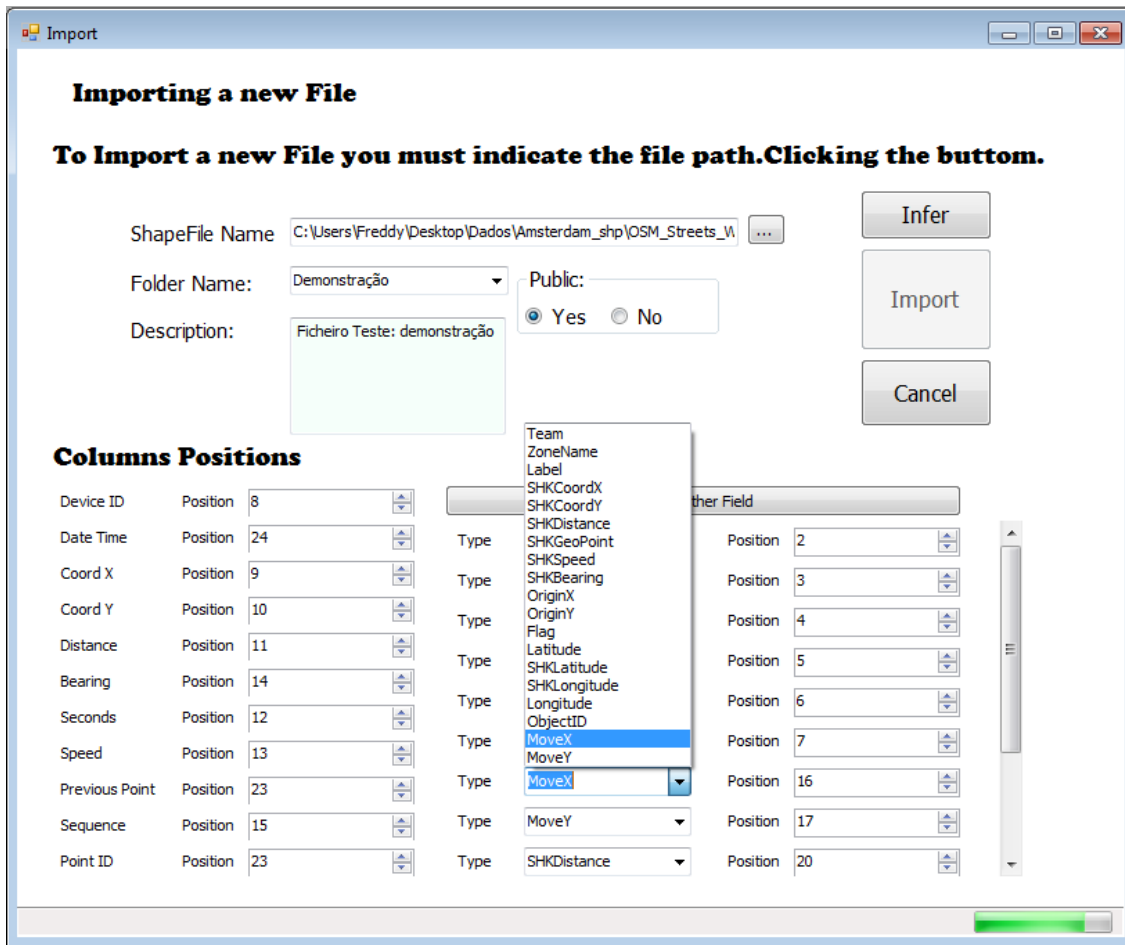 Import
Importing a new File
To Import a new File you must indicate the file path.Clicking the buttom.
ShapeFile Name C:\Users\Freddy\Desktop\Dados\Amsterdam_shp\OSM_Streets_W ...
Infer
Folder Name: Demonstração
Public:
Yes No
Import
Description: Ficheiro Teste: demonstração
Cancel
Columns Positions
Device ID Position 8
Date Time Position 24
Coord X Position 9
Coord Y Position 10
Distance Position 11
Bearing Position 14
Seconds Position 12
Speed Position 13
Previous Point Position 23
Sequence Position 15
Point ID Position 23
Team
ZoneName
Label
SHKCoordX
SHKCoordY
SHKDistance
SHKGeoPoint
SHKSpeed
SHKBearing
OriginX
OriginY
Flag
Latitude
SHKLatitude
SHKLongitude
Longitude
ObjectID
MoveX
MoveY
ther Field
Type Position 2
Type Position 3
Type Position 4
Type Position 5
Type Position 6
Type Position 7
Type MoveX Position 16
Type MoveY Position 17
Type SHKDistance Position 20